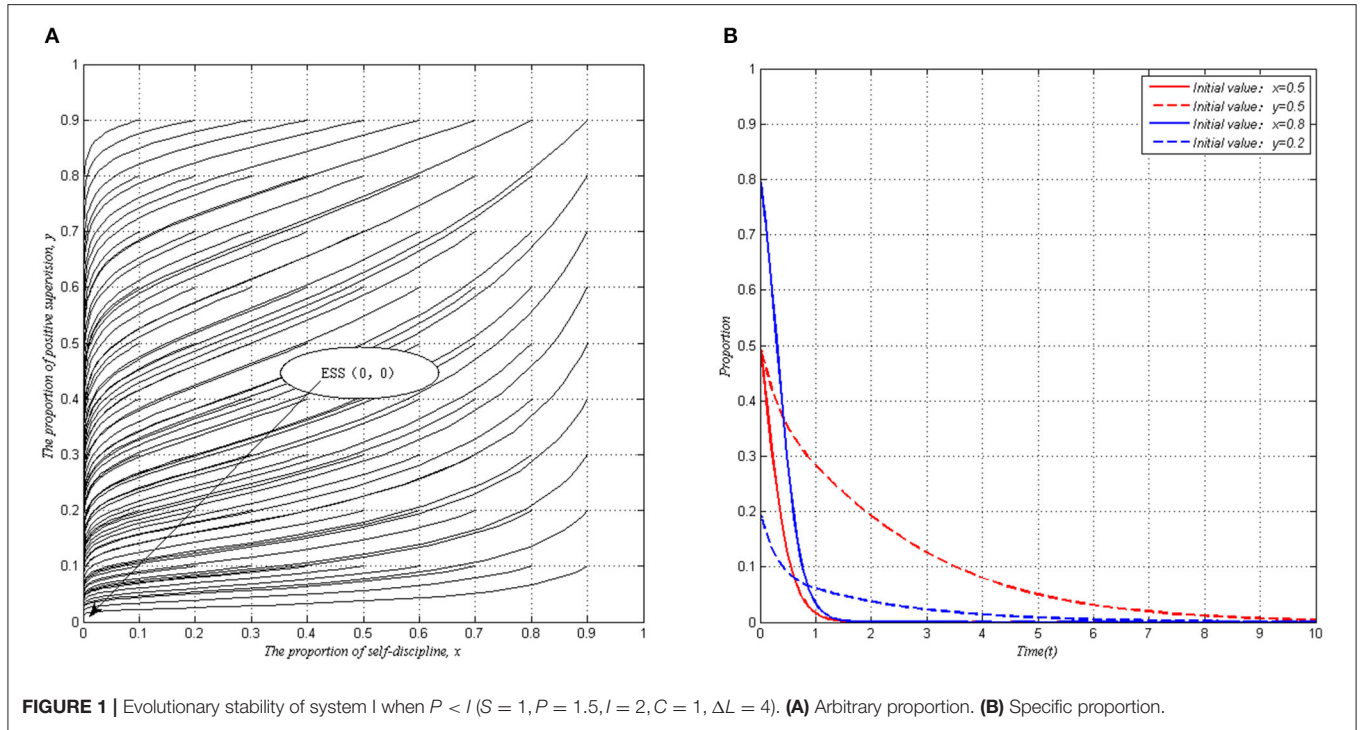 A
1
0.9
0.8
0.7
0.6
0.5
0.4
0.3
0.2
0.1
0
The proportion of positive supervision, y
ESS（0，0）
0 0.1 0.2 0.3 0.4 0.5 0.6 0.7 0.8 0.9 1
The proportion of self-discipline, x
B
1
0.9
0.8
0.7
0.6
0.5
0.4
0.3
0.2
0.1
0
Proportion
Initial value: x=0.5
Initial value: y=0.5
Initial value: x=0.8
Initial value: y=0.2
0 1 2 3 4 5 6 7 8 9 10
Time(t)
FIGURE 1 | Evolutionary stability of system I when P < I (S = 1, P = 1.5, I = 2, C = 1, ΔL = 4). (A) Arbitrary proportion. (B) Specific proportion.